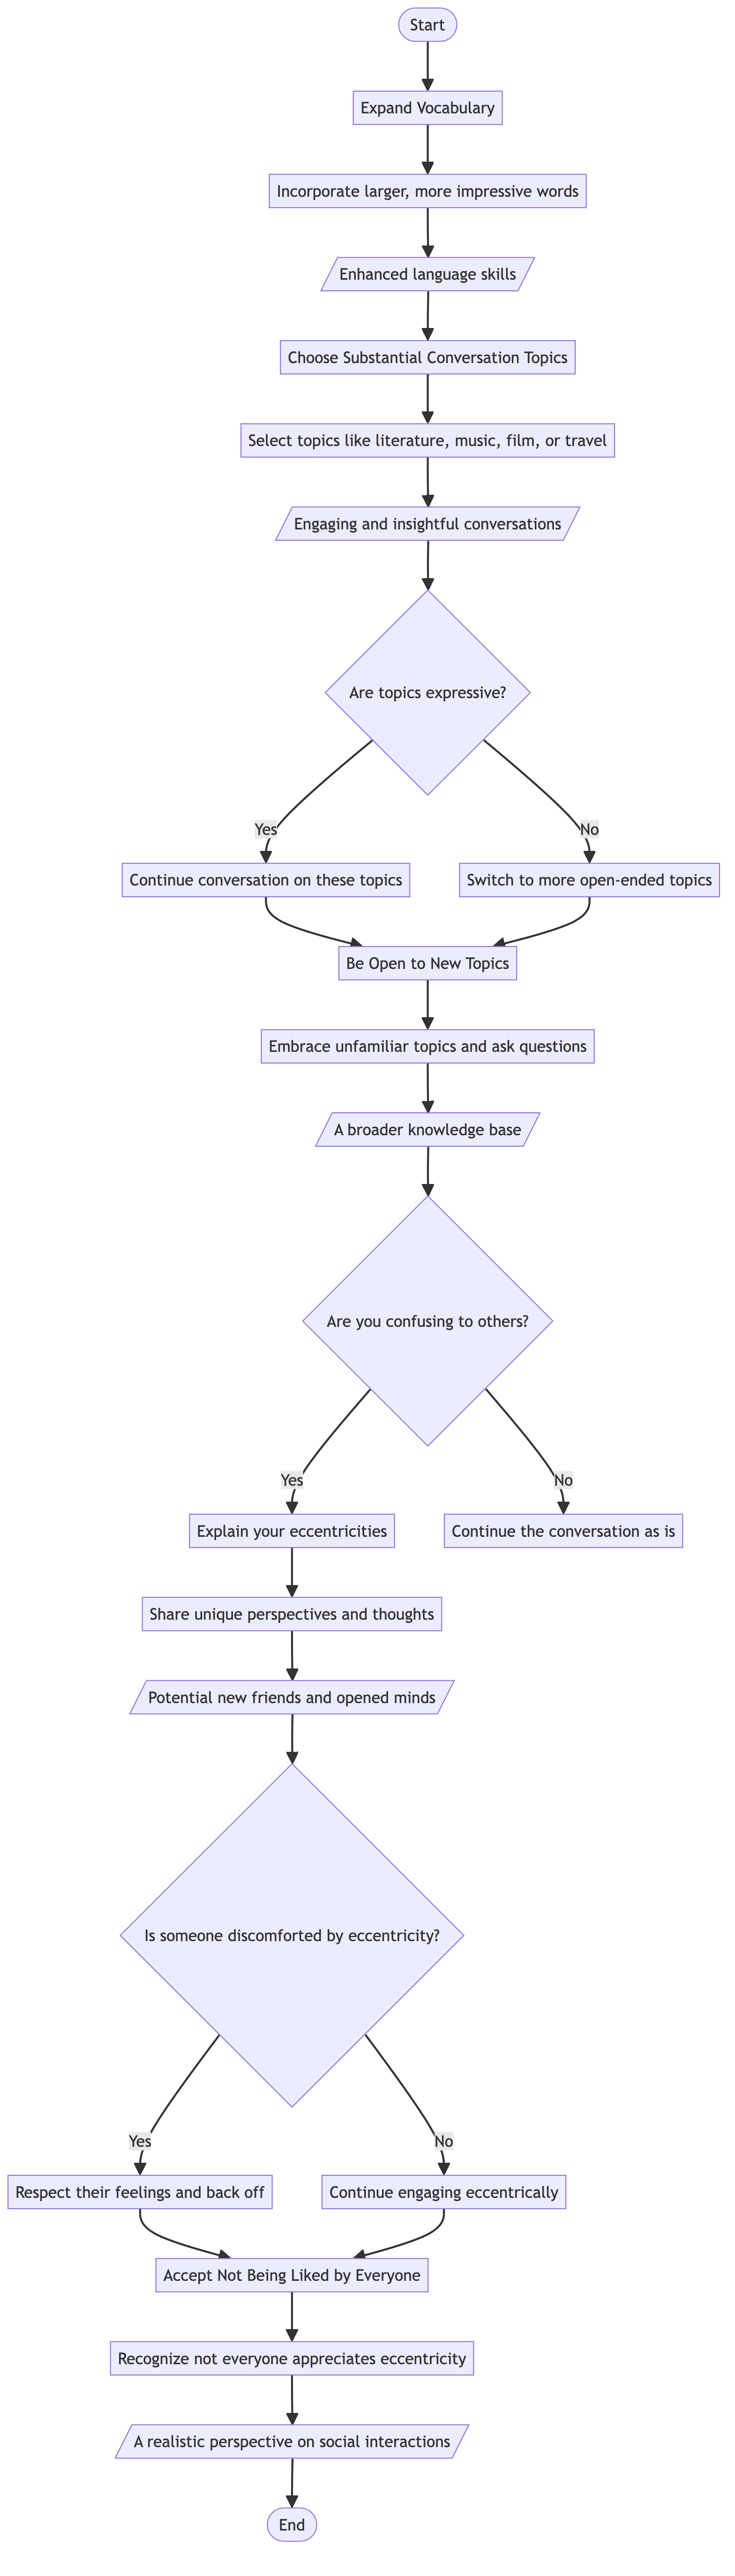 Start
Expand Vocabulary
Incorporate larger, more impressive words
Enhanced language skills
Choose Substantial Conversation Topics
Select topics like literature, music, film, or travel
Engaging and insightful conversations
Are topics expressive?
Yes
No
Continue conversation on these topics
Switch to more open-ended topics
Be Open to New Topics
Embrace unfamiliar topics and ask questions
A broader knowledge base
Are you confusing to others?
Yes
No
Explain your eccentricities
Continue the conversation as is
Share unique perspectives and thoughts
Potential new friends and opened minds
Is someone discomforted by eccentricity?
Yes
No
Respect their feelings and back off
Continue engaging eccentrically
Accept Not Being Liked by Everyone
Recognize not everyone appreciates eccentricity
A realistic perspective on social interactions
End